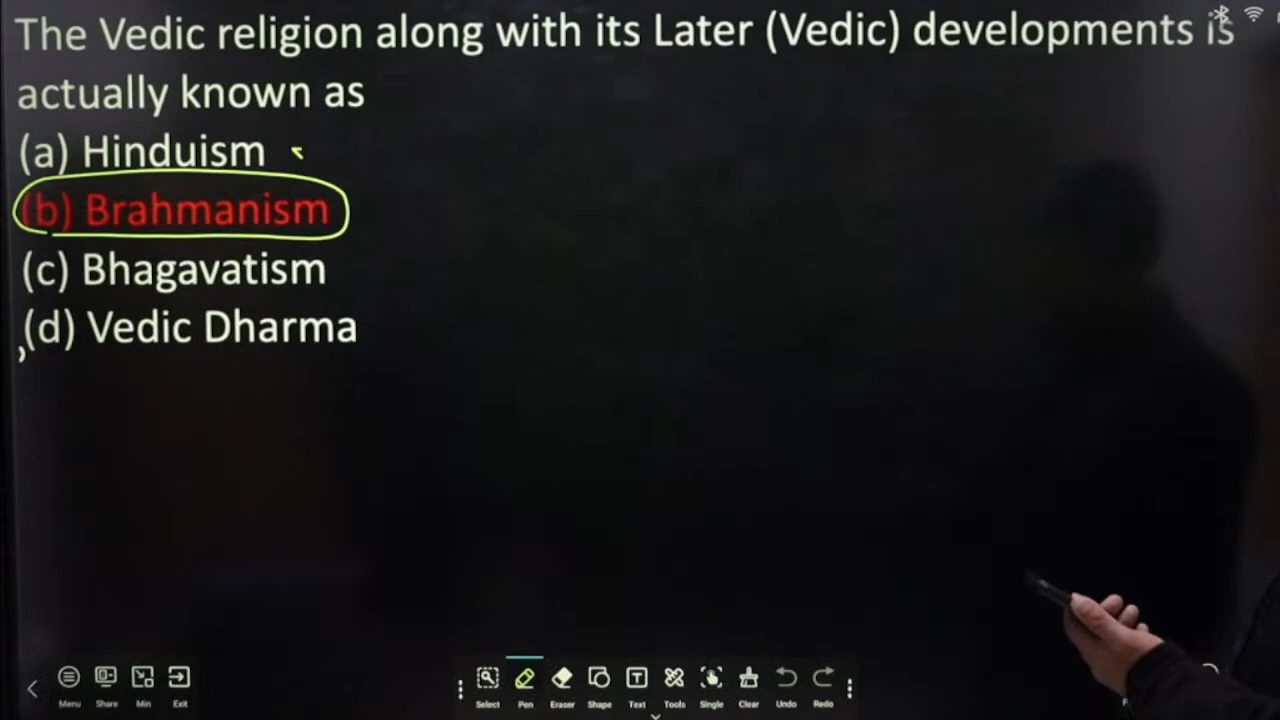 The Vedic religion along with its Later (Vedic) developments is
actually known as
(a) Hinduism
(b) Brahmanism
(c) Bhagavatism
(d) Vedic Dharma
Menu Share Min Exit Select Pen Eraser Shape Text Tools Single Clear Undo Redo